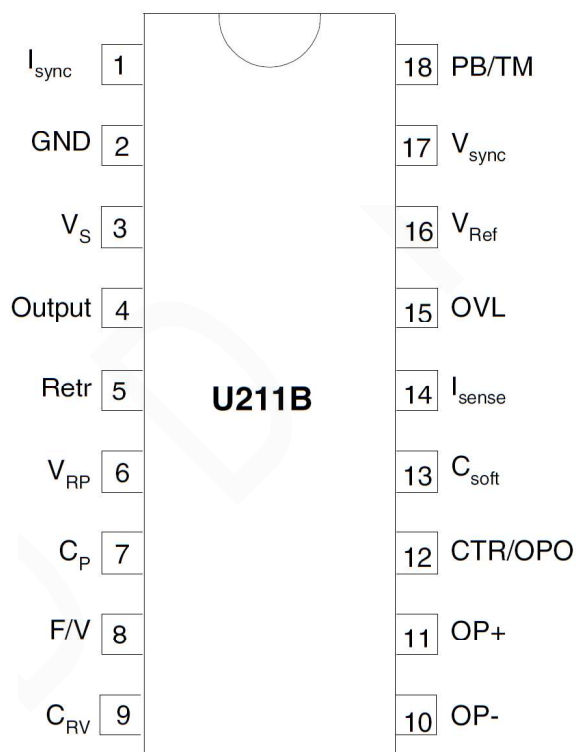 I_sync 1 18 PB/TM
GND 2 17 V_sync
V_S 3 16 V_Ref
Output 4 15 OVL
Retr 5 U211B 14 I_sense
V_RP 6 13 C_soft
C_P 7 12 CTR/OPO
F/V 8 11 OP+
C_RV 9 10 OP-